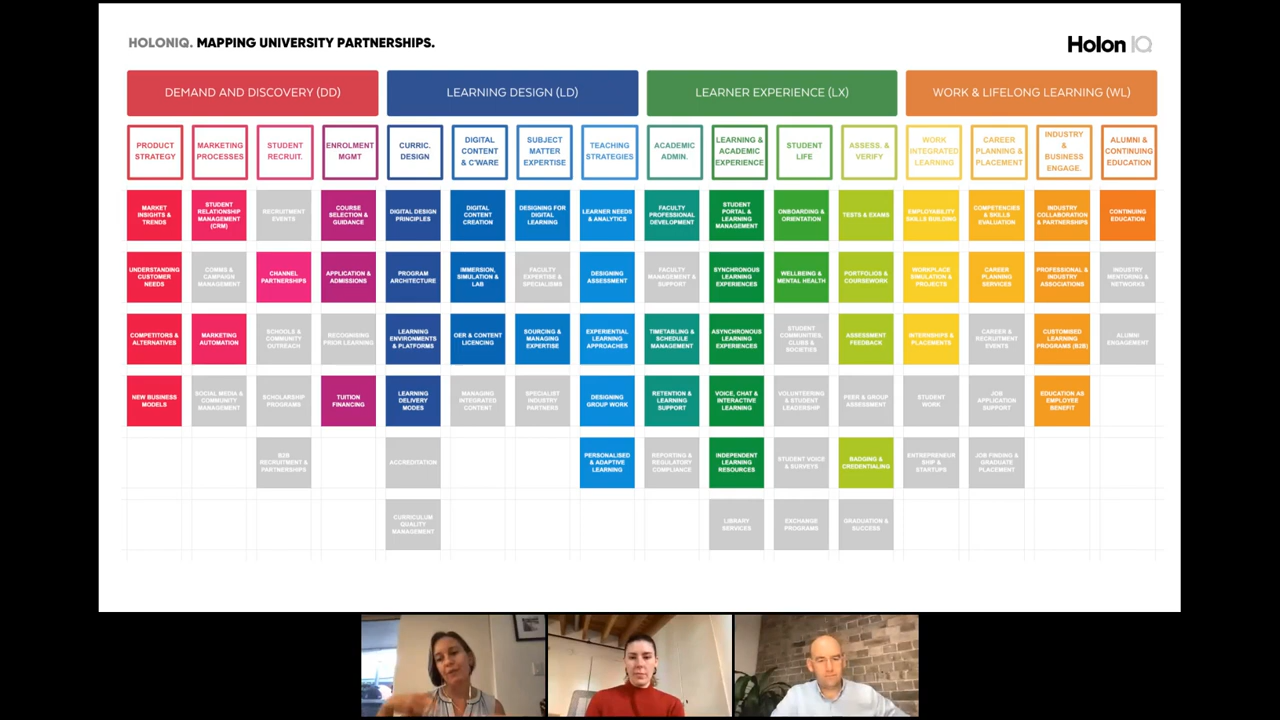 HOLONIQ. MAPPING UNIVERSITY PARTNERSHIPS.
Holon IQ
DEMAND AND DISCOVERY (DD)
LEARNING DESIGN (LD)
LEARNER EXPERIENCE (LX)
WORK & LIFELONG LEARNING (WL)
PRODUCT
STRATEGY
MARKETING
PROCESSES
STUDENT
RECRUIT.
ENROLMENT
MGMT
CURRIC.
DESIGN
DIGITAL
CONTENT
& C'WARE
SUBJECT
MATTER
EXPERTISE
TEACHING
STRATEGIES
ACADEMIC
ADMIN.
LEARNING &
ACADEMIC
EXPERIENCE
STUDENT
LIFE
ASSESS. &
VERIFY
WORK
INTEGRATED
LEARNING
CAREER
PLANNING &
PLACEMENT
INDUSTRY
&
BUSINESS
ENGAGE.
ALUMNI &
CONTINUING
EDUCATION
MARKET
INSIGHTS &
TRENDS
STUDENT
RELATIONSHIP
MANAGEMENT
(CRM)
RECRUITMENT
EVENTS
COURSE
SELECTION &
GUIDANCE
DIGITAL DESIGN
PRINCIPLES
DIGITAL
CONTENT
CREATION
DESIGNING FOR
DIGITAL
LEARNING
LEARNER NEEDS
& ANALYTICS
FACULTY
PROFESSIONAL
DEVELOPMENT
STUDENT
PORTAL &
LEARNING
MANAGEMENT
ONBOARDING &
ORIENTATION
TESTS & EXAMS
EMPLOYABILITY
SKILLS BUILDING
COMPETENCIES
& SKILLS
EVALUATION
INDUSTRY
COLLABORATION
& PARTNERSHIPS
CONTINUING
EDUCATION
UNDERSTANDING
CUSTOMER
NEEDS
COMMS &
CAMPAIGN
MANAGEMENT
CHANNEL
PARTNERSHIPS
APPLICATION &
ADMISSIONS
PROGRAM
ARCHITECTURE
IMMERSION,
SIMULATION &
LAB
FACULTY
EXPERTISE &
SPECIALISMS
DESIGNING
ASSESSMENT
FACULTY
MANAGEMENT &
SUPPORT
SYNCHRONOUS
LEARNING
EXPERIENCES
WELLBEING &
MENTAL HEALTH
PORTFOLIOS &
COURSEWORK
WORKPLACE
SIMULATION &
PROJECTS
CAREER
PLANNING
SERVICES
PROFESSIONAL &
INDUSTRY
ASSOCIATIONS
INDUSTRY
MENTORING &
NETWORKS
COMPETITORS &
ALTERNATIVES
MARKETING
AUTOMATION
SCHOOLS &
COMMUNITY
OUTREACH
RECOGNISING
PRIOR LEARNING
LEARNING
ENVIRONMENTS
& PLATFORMS
OER & CONTENT
LICENCING
SOURCING &
MANAGING
EXPERTISE
EXPERIENTIAL
LEARNING
APPROACHES
TIMETABLING &
SCHEDULE
MANAGEMENT
ASYNCHRONOUS
LEARNING
EXPERIENCES
STUDENT
COMMUNITIES,
CLUBS &
SOCIETIES
ASSESSMENT
FEEDBACK
INTERNSHIPS &
PLACEMENTS
CAREER &
RECRUITMENT
EVENTS
CUSTOMISED
LEARNING
PROGRAMS (B2B)
ALUMNI
ENGAGEMENT
NEW BUSINESS
MODELS
SOCIAL MEDIA &
COMMUNITY
MANAGEMENT
SCHOLARSHIP
PROGRAMS
TUITION
FINANCING
LEARNING
DELIVERY
MODES
MANAGING
INTEGRATED
CONTENT
SPECIALIST
INDUSTRY
PARTNERS
DESIGNING
GROUP WORK
RETENTION &
LEARNING
SUPPORT
VOICE, CHAT &
INTERACTIVE
LEARNING
VOLUNTEERING
& STUDENT
LEADERSHIP
PEER & GROUP
ASSESSMENT
STUDENT
WORK
JOB
APPLICATION
SUPPORT
EDUCATION AS
EMPLOYEE
BENEFIT
B2B
RECRUITMENT &
PARTNERSHIPS
ACCREDITATION
PERSONALISED
& ADAPTIVE
LEARNING
REPORTING &
REGULATORY
COMPLIANCE
INDEPENDENT
LEARNING
RESOURCES
STUDENT VOICE
& SURVEYS
BADGING &
CREDENTIALING
ENTREPRENEUR
SHIP &
STARTUPS
JOB FINDING &
GRADUATE
PLACEMENT
CURRICULUM
QUALITY
MANAGEMENT
LIBRARY
SERVICES
EXCHANGE
PROGRAMS
GRADUATION &
SUCCESS